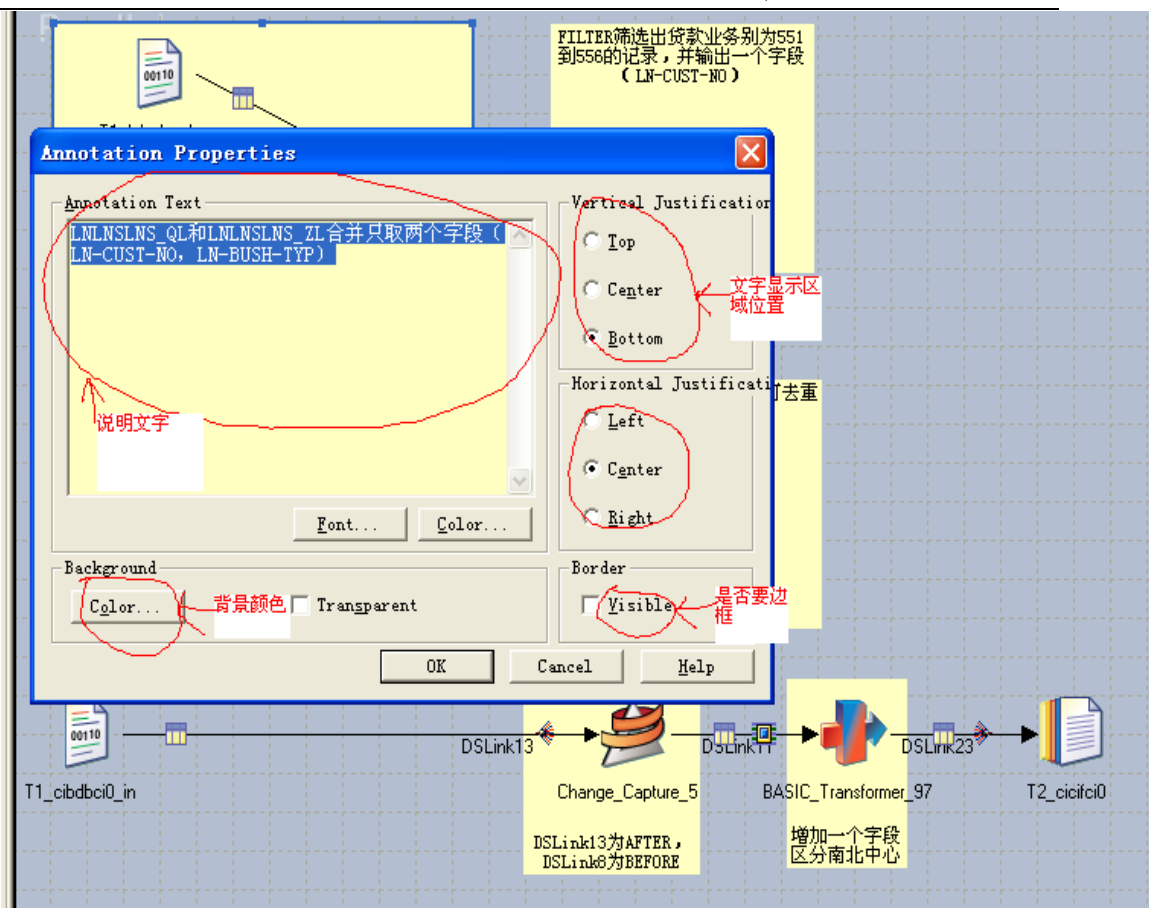 FILTER筛选出贷款业务别为551
到556的记录，并输出一个字段
（LN-CUST-NO）
00110
Annotation Properties
Annotation Text
LNLNSLNS_QL和LNLNSLNS_ZL合并只取两个字段（
LN-CUST-NO，LN-BUSH-TYP）
说明文字
Font...
Color...
Vertical Justification
Top
Center
Bottom
文字显示区
域位置
Horizontal Justificati
去重
Left
Center
Right
Background
Color...
背景颜色
Transparent
Border
Visible
是否要边
框
OK
Cancel
Help
00110
DSLink13
DSLink11
DSLink23
T1_cibdbci0_in
Change_Capture_5
BASIC_Transformer_97
T2_cicifci0
DSLink13为AFTER，
DSLink8为BEFORE
增加一个字段
区分南北中心